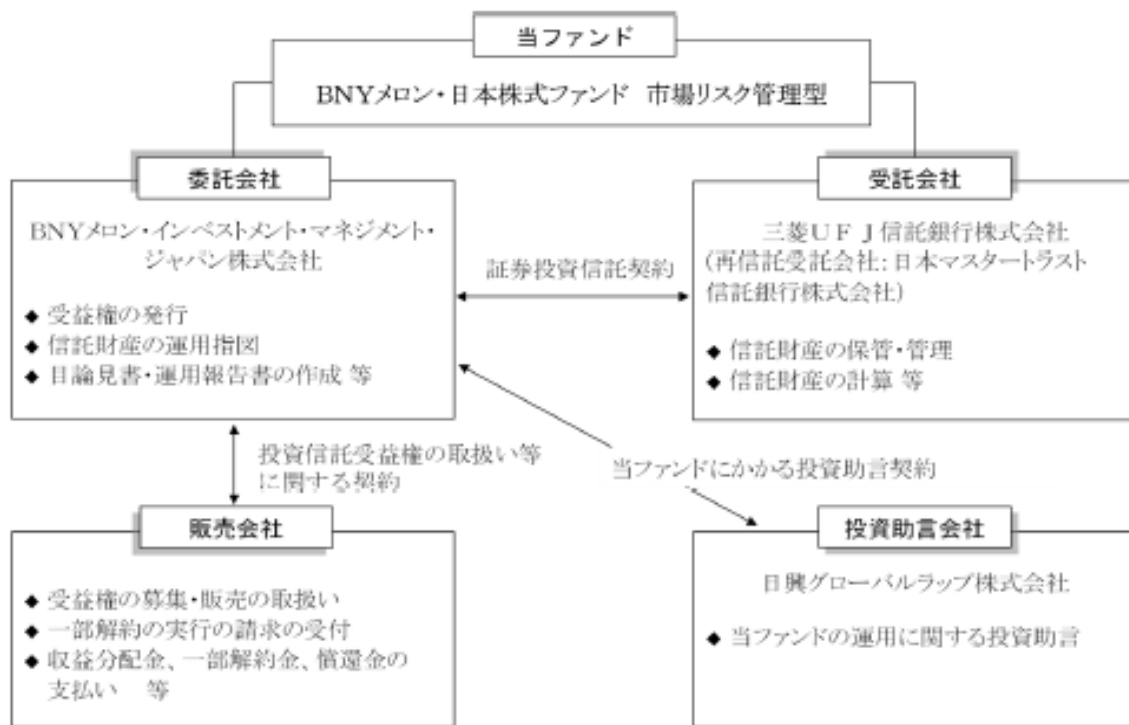 当ファンド
BNYメロン・日本株式ファンド 市場リスク管理型
委託会社
BNYメロン・インベストメント・マネジメント・
ジャパン株式会社
◆ 受益権の発行
◆ 信託財産の運用指図
◆ 目論見書・運用報告書の作成 等
証券投資信託契約
受託会社
三菱UFJ信託銀行株式会社
(再信託受託会社:日本マスタートラスト
信託銀行株式会社)
◆ 信託財産の保管・管理
◆ 信託財産の計算 等
投資信託受益権の取扱い等
に関する契約
当ファンドにかかる投資助言契約
販売会社
◆ 受益権の募集・販売の取扱い
◆ 一部解約の実行の請求の受付
◆ 収益分配金、一部解約金、償還金の
支払い 等
投資助言会社
日興グローバルラップ株式会社
◆ 当ファンドの運用に関する投資助言